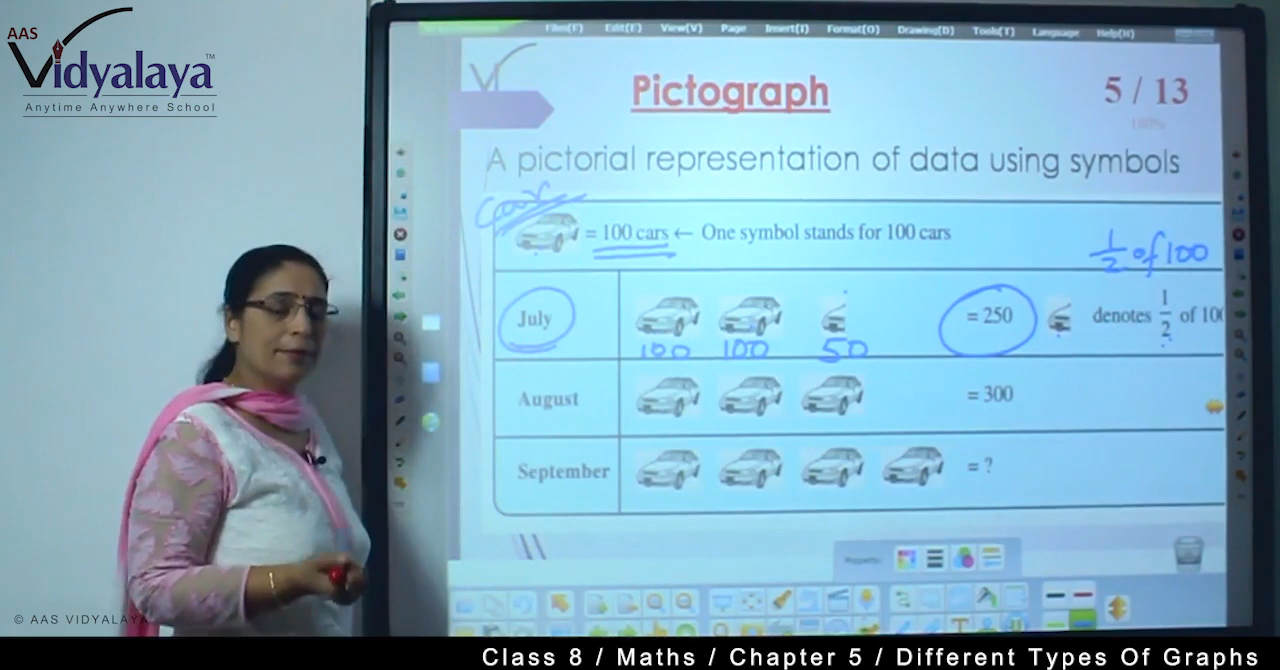 AAS
Vidyalaya™
Anytime Anywhere School
Files(F) Edit(E) View(V) Page Insert(I) Format(O) Drawing(D) Tools(T) Language Help(H)
Pictograph
5 / 13
100%
A pictorial representation of data using symbols
= 100 cars ← One symbol stands for 100 cars
1/2 of 100
July = 250 denotes 1/2 of 10
100 100 50
August = 300
September = ?
© AAS VIDYALAYA
Class 8 / Maths / Chapter 5 / Different Types Of Graphs